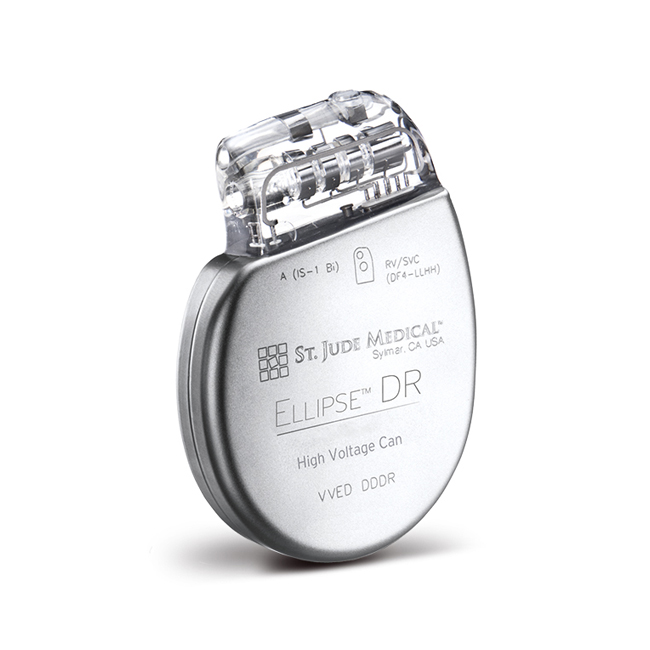 A (IS-1 Bi)
RV/SVC
(DF4-LLHH)
ST. JUDE MEDICAL™
Sylmar, CA USA
ELLIPSE™ DR
High Voltage Can
VVED DDDR